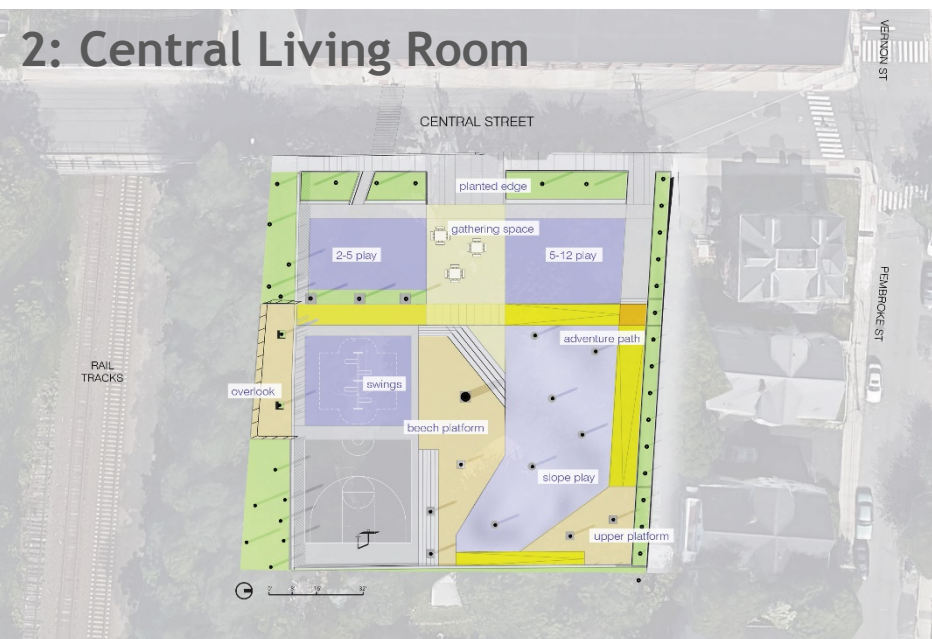 2: Central Living Room
VERNON ST
CENTRAL STREET
planted edge
gathering space
2-5 play
5-12 play
PEMBROKE ST
adventure path
RAIL
TRACKS
swings
overlook
beech platform
slope play
upper platform
32'